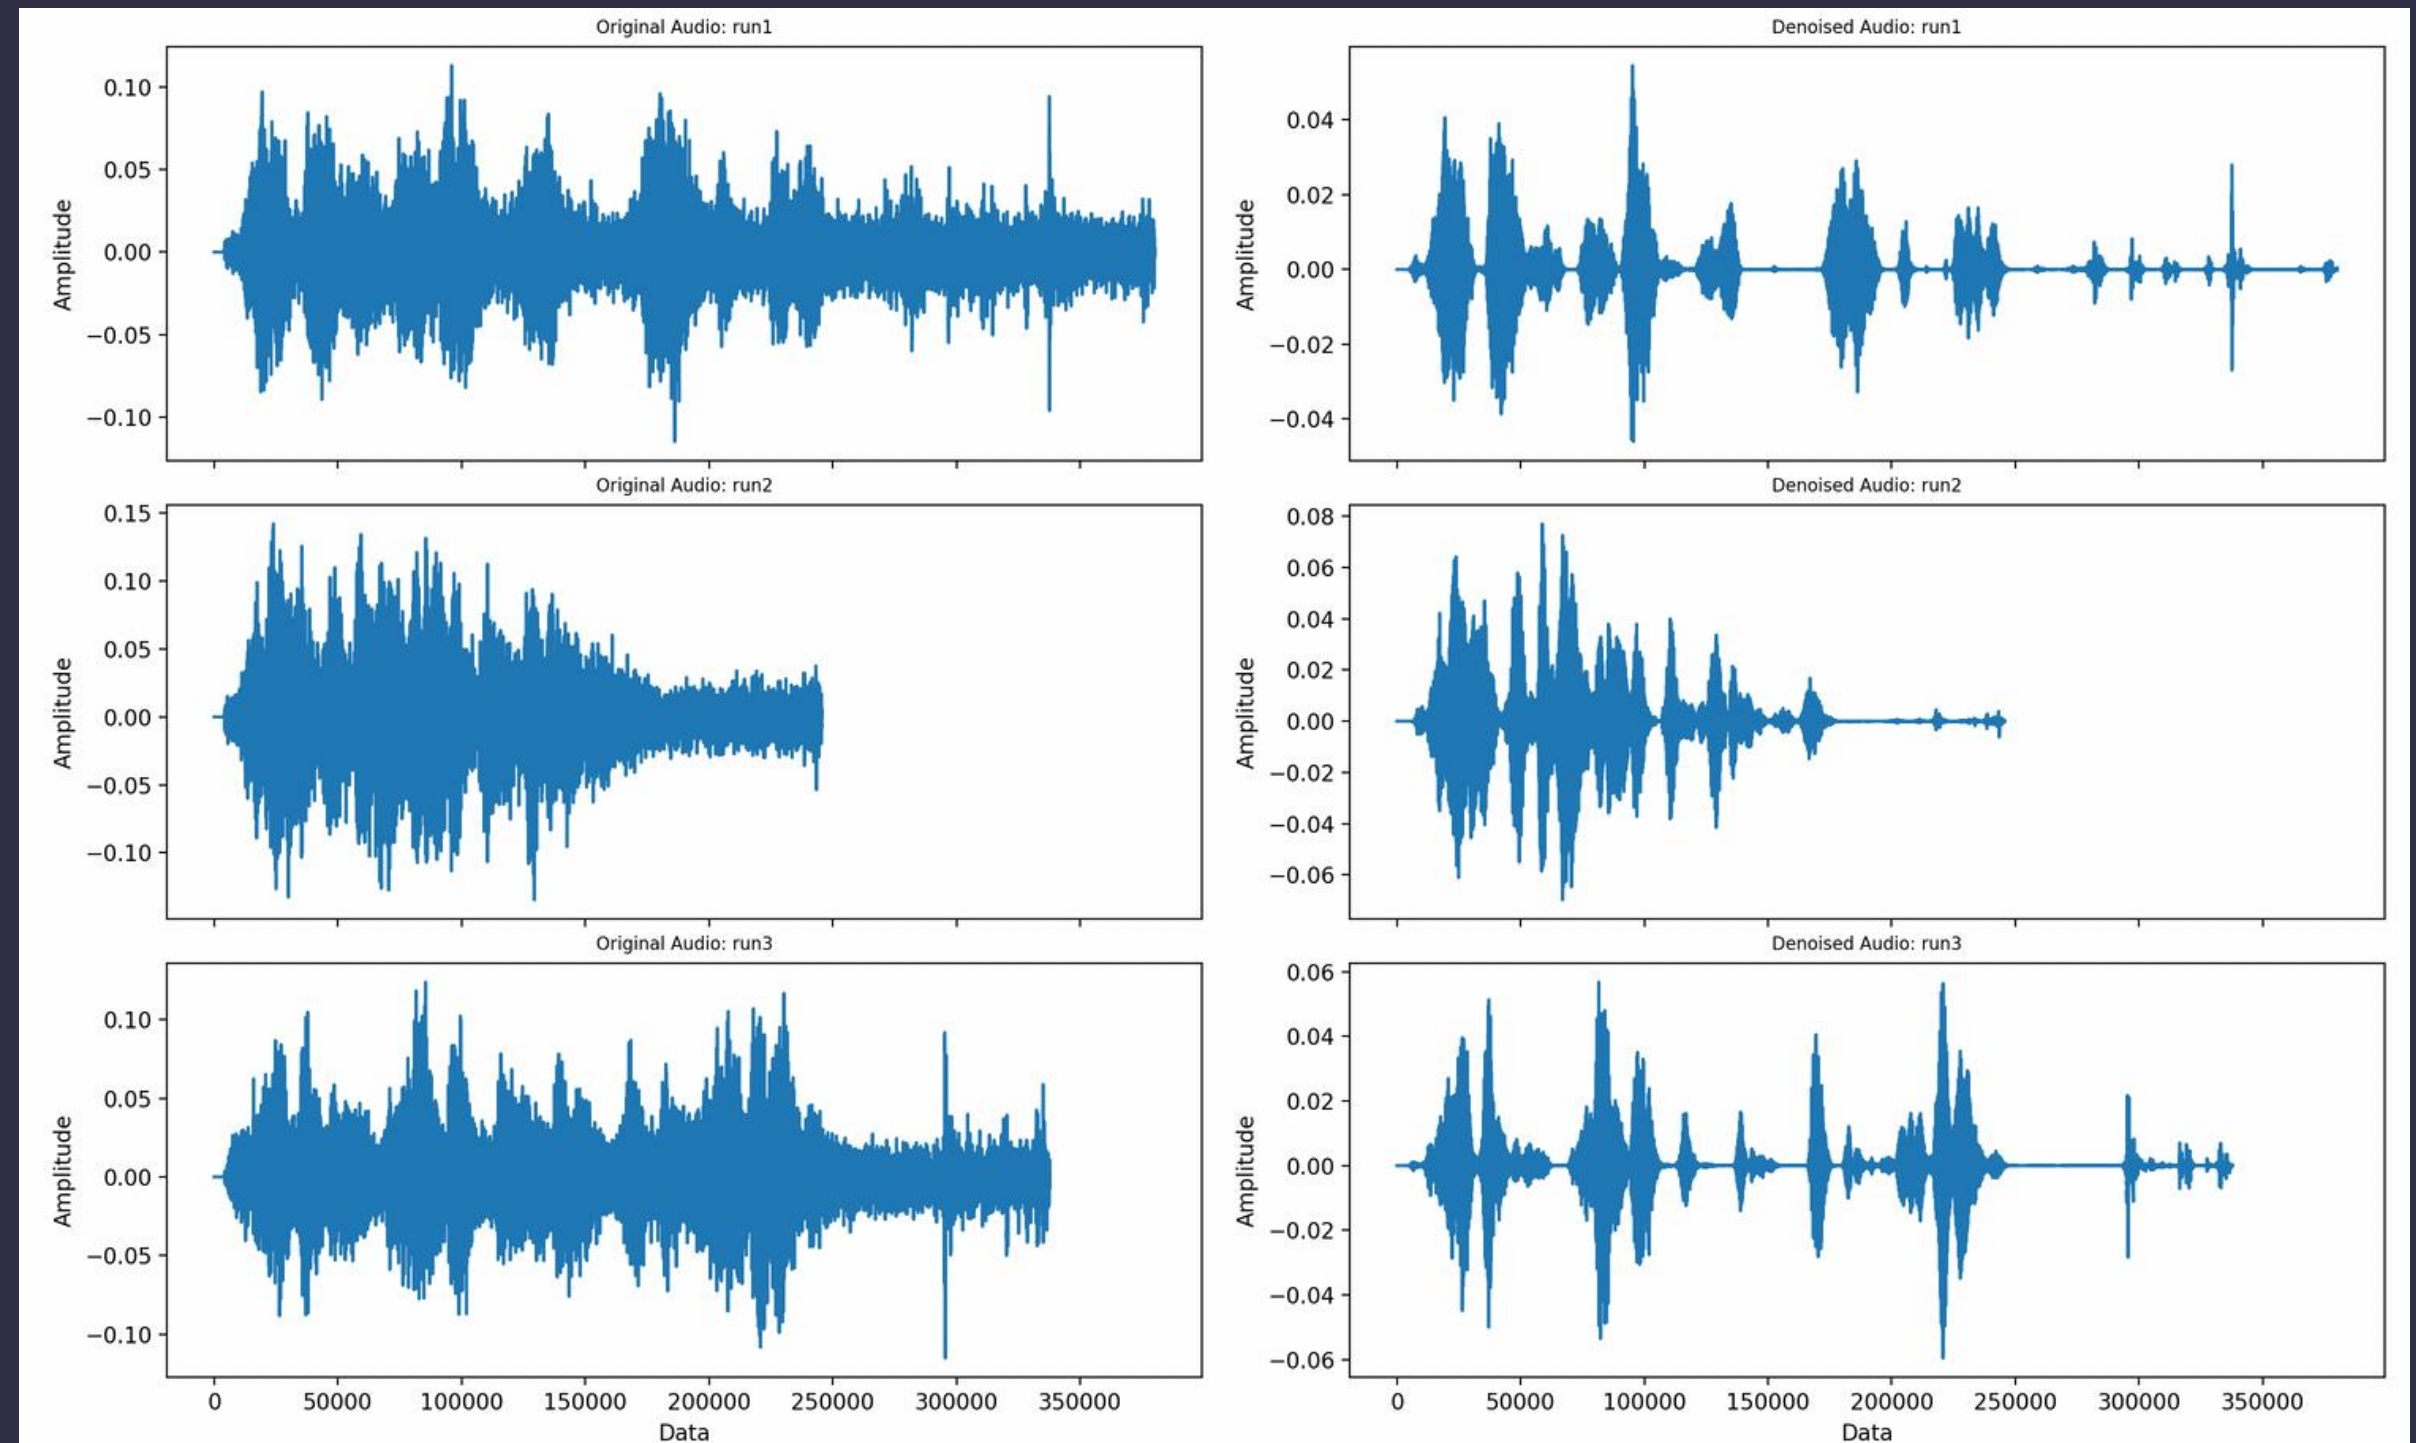 Original Audio: run1
Denoised Audio: run1
Amplitude
0.10
0.05
0.00
−0.05
−0.10
Amplitude
0.04
0.02
0.00
−0.02
−0.04
Original Audio: run2
Denoised Audio: run2
Amplitude
0.15
0.10
0.05
0.00
−0.05
−0.10
Amplitude
0.08
0.06
0.04
0.02
0.00
−0.02
−0.04
−0.06
Original Audio: run3
Denoised Audio: run3
Amplitude
0.10
0.05
0.00
−0.05
−0.10
0 50000 100000 150000 200000 250000 300000 350000
Data
Amplitude
0.06
0.04
0.02
0.00
−0.02
−0.04
−0.06
0 50000 100000 150000 200000 250000 300000 350000
Data